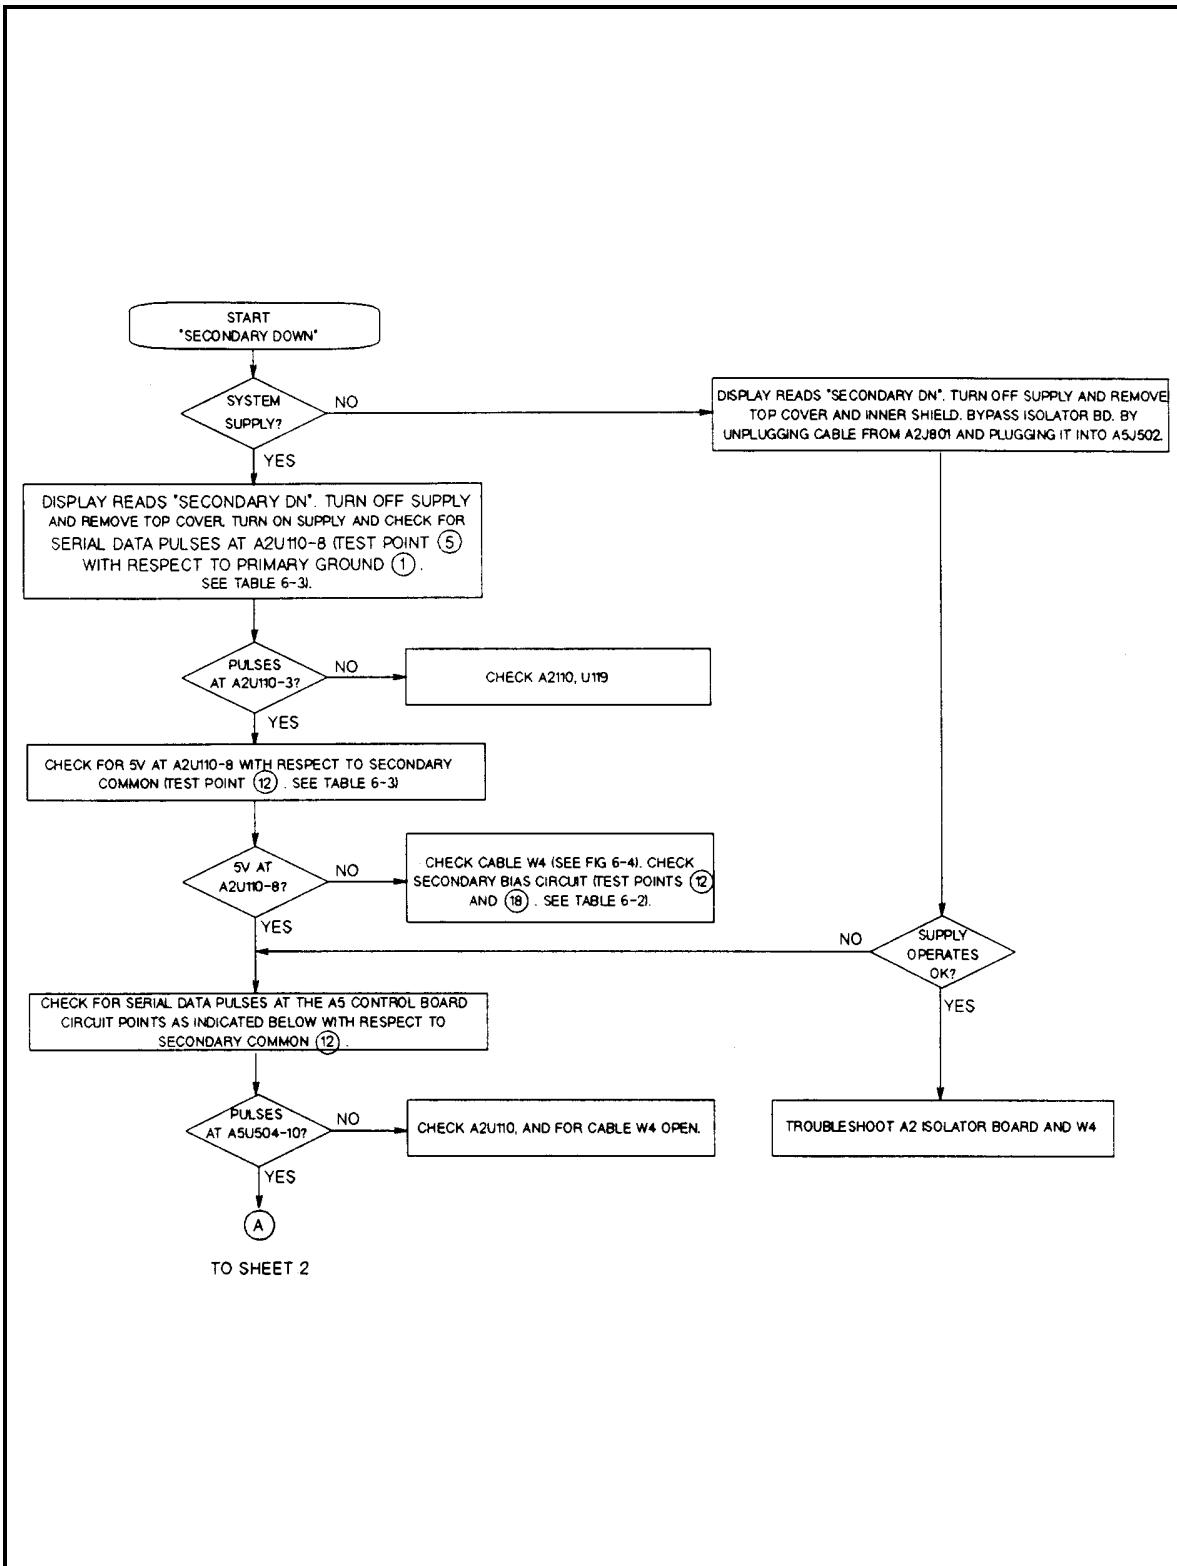 START
"SECONDARY DOWN"
SYSTEM
SUPPLY?
NO
DISPLAY READS "SECONDARY DN". TURN OFF SUPPLY AND REMOVE
TOP COVER AND INNER SHIELD. BYPASS ISOLATOR BD. BY
UNPLUGGING CABLE FROM A2J801 AND PLUGGING IT INTO A5J502.
YES
DISPLAY READS "SECONDARY DN". TURN OFF SUPPLY
AND REMOVE TOP COVER. TURN ON SUPPLY AND CHECK FOR
SERIAL DATA PULSES AT A2U110-8 (TEST POINT 5
WITH RESPECT TO PRIMARY GROUND 1 .
SEE TABLE 6-3).
PULSES
AT A2U110-3?
NO
CHECK A2110, U119
YES
CHECK FOR 5V AT A2U110-8 WITH RESPECT TO SECONDARY
COMMON (TEST POINT 12 . SEE TABLE 6-3)
5V AT
A2U110-8?
NO
CHECK CABLE W4 (SEE FIG 6-4). CHECK
SECONDARY BIAS CIRCUIT (TEST POINTS 12
AND 18 . SEE TABLE 6-2).
YES
NO
SUPPLY
OPERATES
OK?
YES
CHECK FOR SERIAL DATA PULSES AT THE A5 CONTROL BOARD
CIRCUIT POINTS AS INDICATED BELOW WITH RESPECT TO
SECONDARY COMMON 12 .
PULSES
AT A5U504-10?
NO
CHECK A2U110, AND FOR CABLE W4 OPEN.
TROUBLESHOOT A2 ISOLATOR BOARD AND W4
YES
A
TO SHEET 2